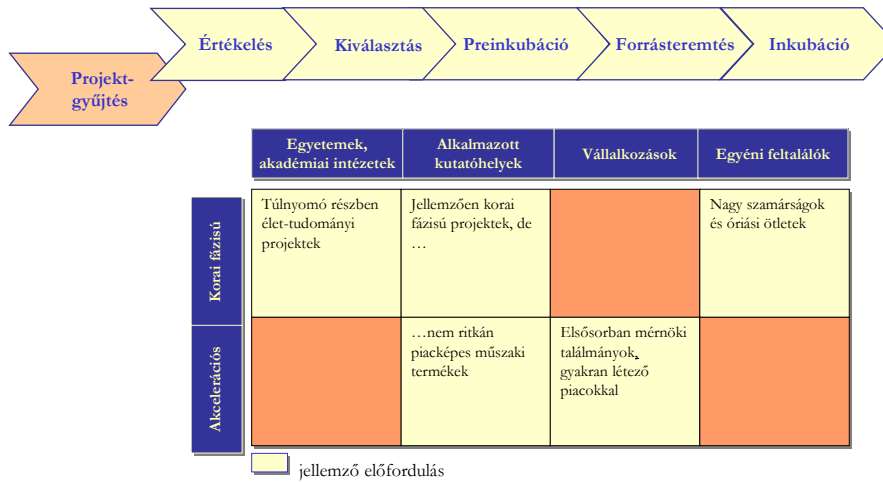 Projekt-
gyűjtés
Értékelés
Kiválasztás
Preinkubáció
Forrásteremtés
Inkubáció
Egyetemek,
akadémiai intézetek
Alkalmazott
kutatóhelyek
Vállalkozások
Egyéni feltalálók
Korai fázisú
Túlnyomó részben
élet-tudományi
projektek
Jellemzően korai
fázisú projektek, de
…
Nagy szamárságok
és óriási ötletek
Akcelerációs
…nem ritkán
piacképes műszaki
termékek
Elsősorban mérnöki
találmányok,
gyakran létező
piacokkal
jellemző előfordulás